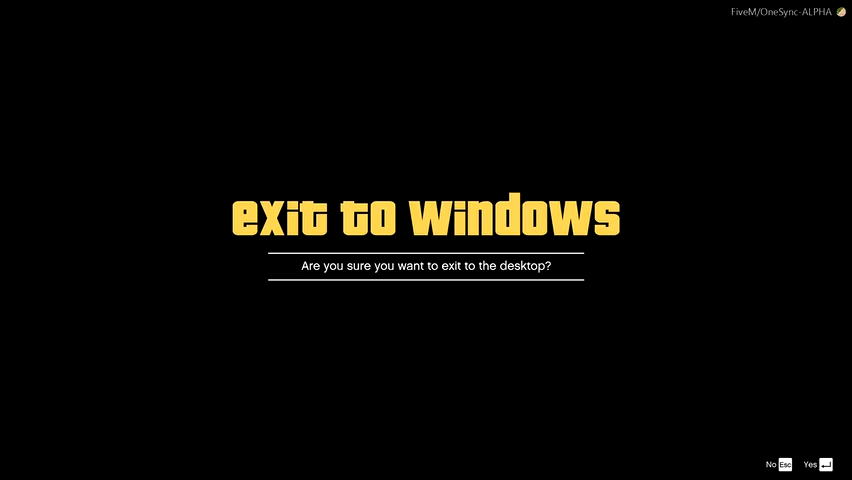 FiveM/OneSync-ALPHA
exit to windows
Are you sure you want to exit to the desktop?
No Esc Yes